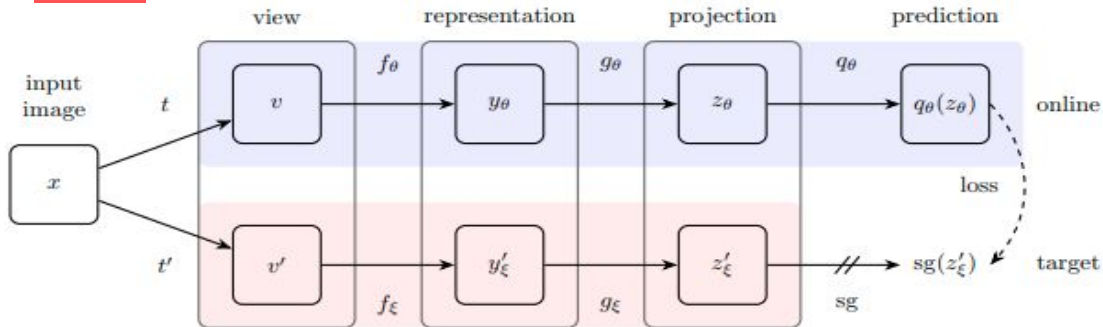 view representation projection prediction
input
image
t
f_θ
g_θ
q_θ
v
y_θ
z_θ
q_θ(z_θ)
online
x
loss
t′
v′
y′_ξ
z′_ξ
sg(z′_ξ)
target
f_ξ
g_ξ
sg